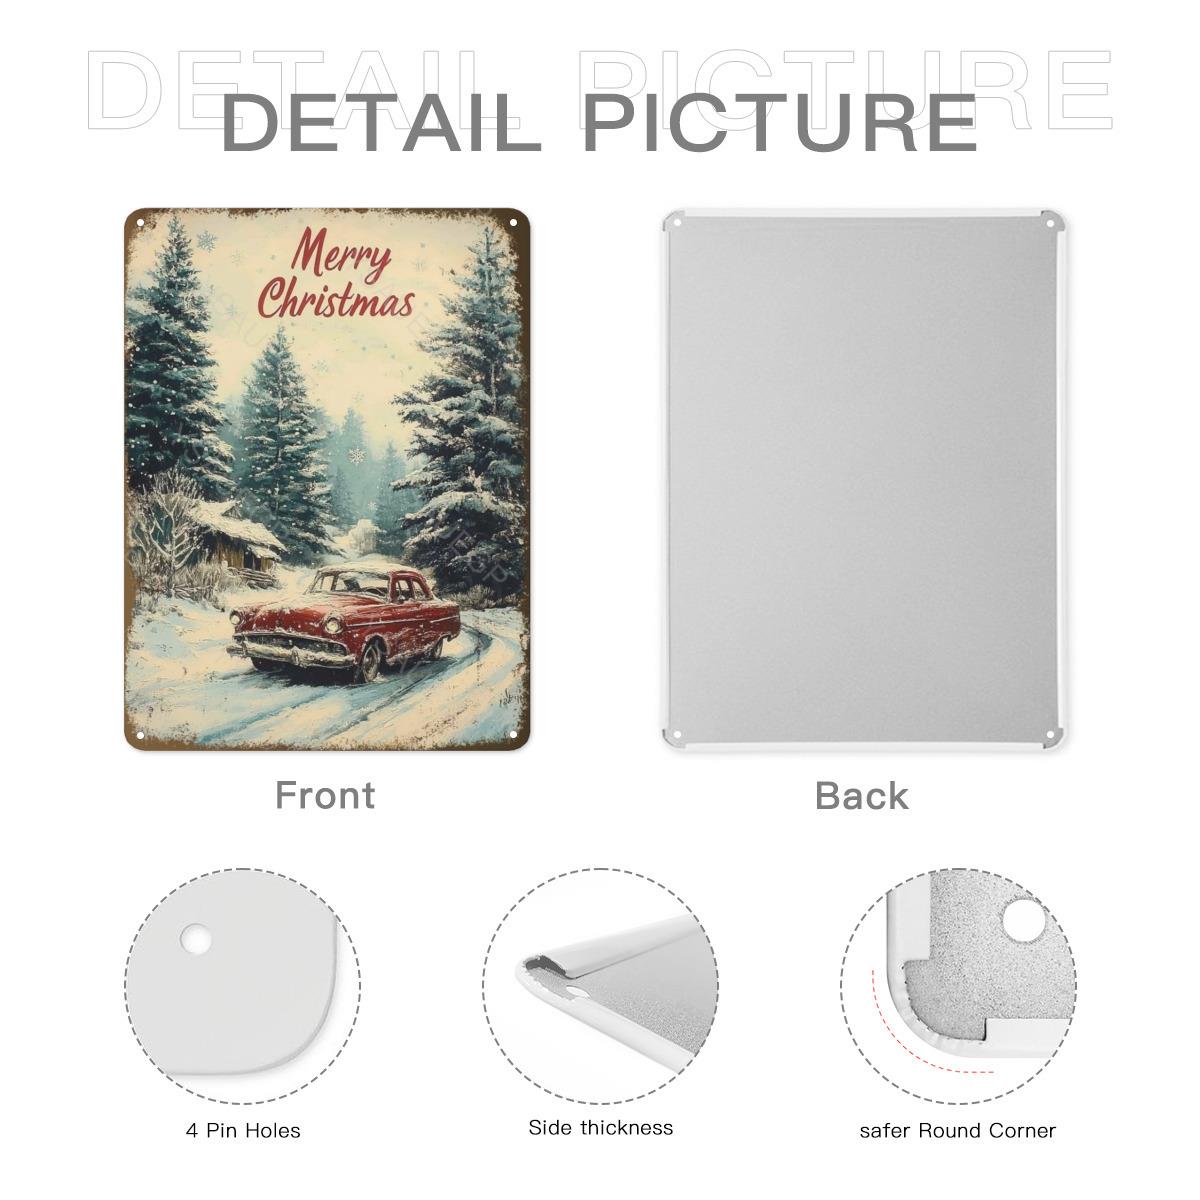 DETAIL PICTURE
DETAIL PICTURE
Merry
Christmas
Front
Back
4 Pin Holes
Side thickness
safer Round Corner